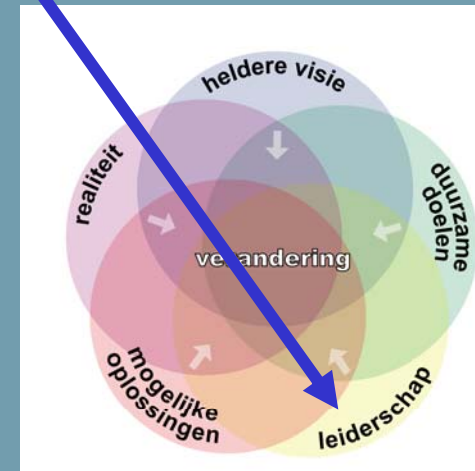 heldere visie
realiteit
duurzame
doelen
verandering
mogelijke
oplossingen
leiderschap